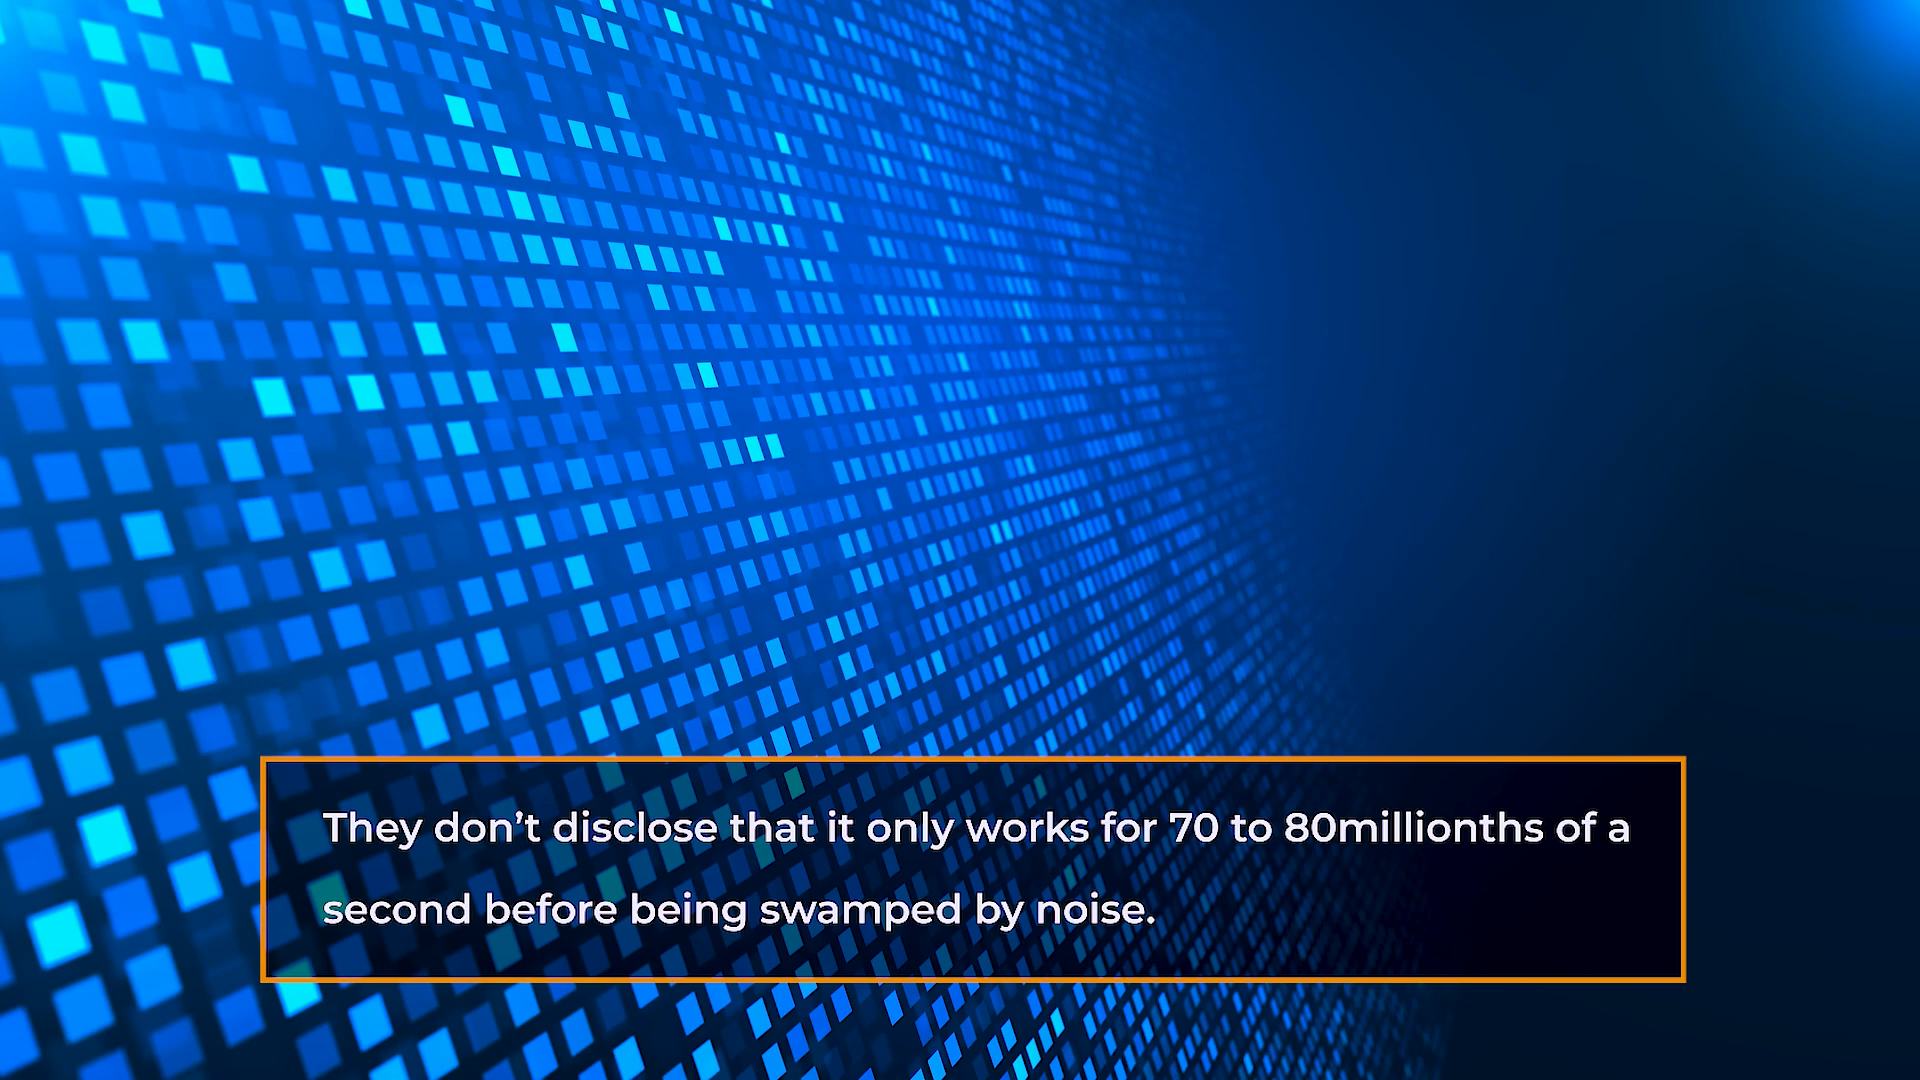 They don’t disclose that it only works for 70 to 80millionths of a
second before being swamped by noise.